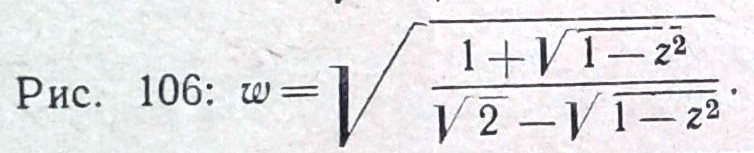 Рис. 106: w = √((1 + √(1 − z²)) / (√2 − √(1 − z²))).